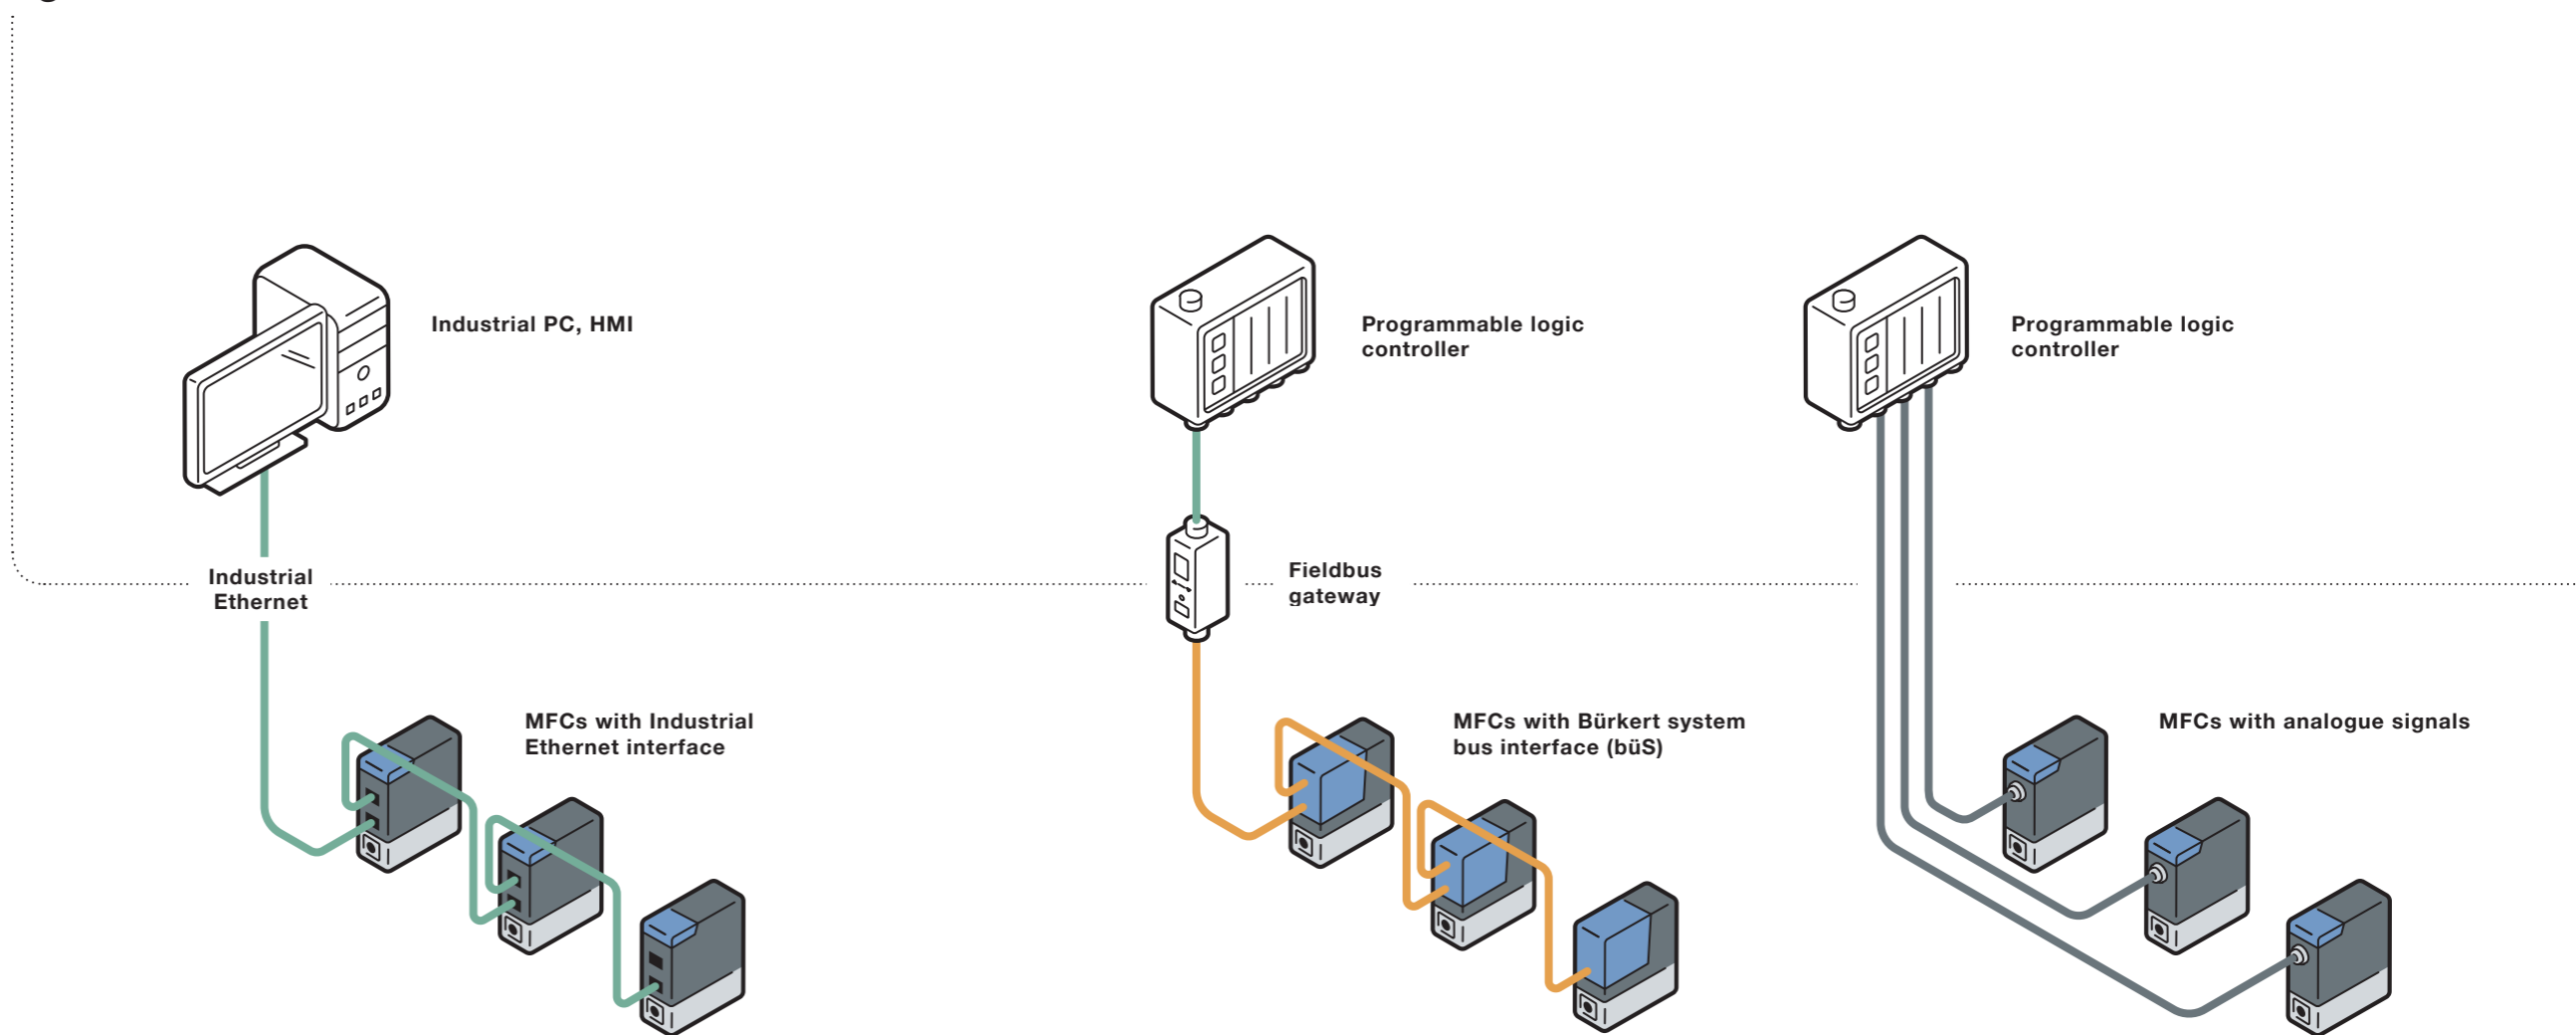 Industrial PC, HMI
Programmable logic
controller
Programmable logic
controller
Industrial
Ethernet
Fieldbus
gateway
MFCs with Industrial
Ethernet interface
MFCs with Bürkert system
bus interface (büS)
MFCs with analogue signals